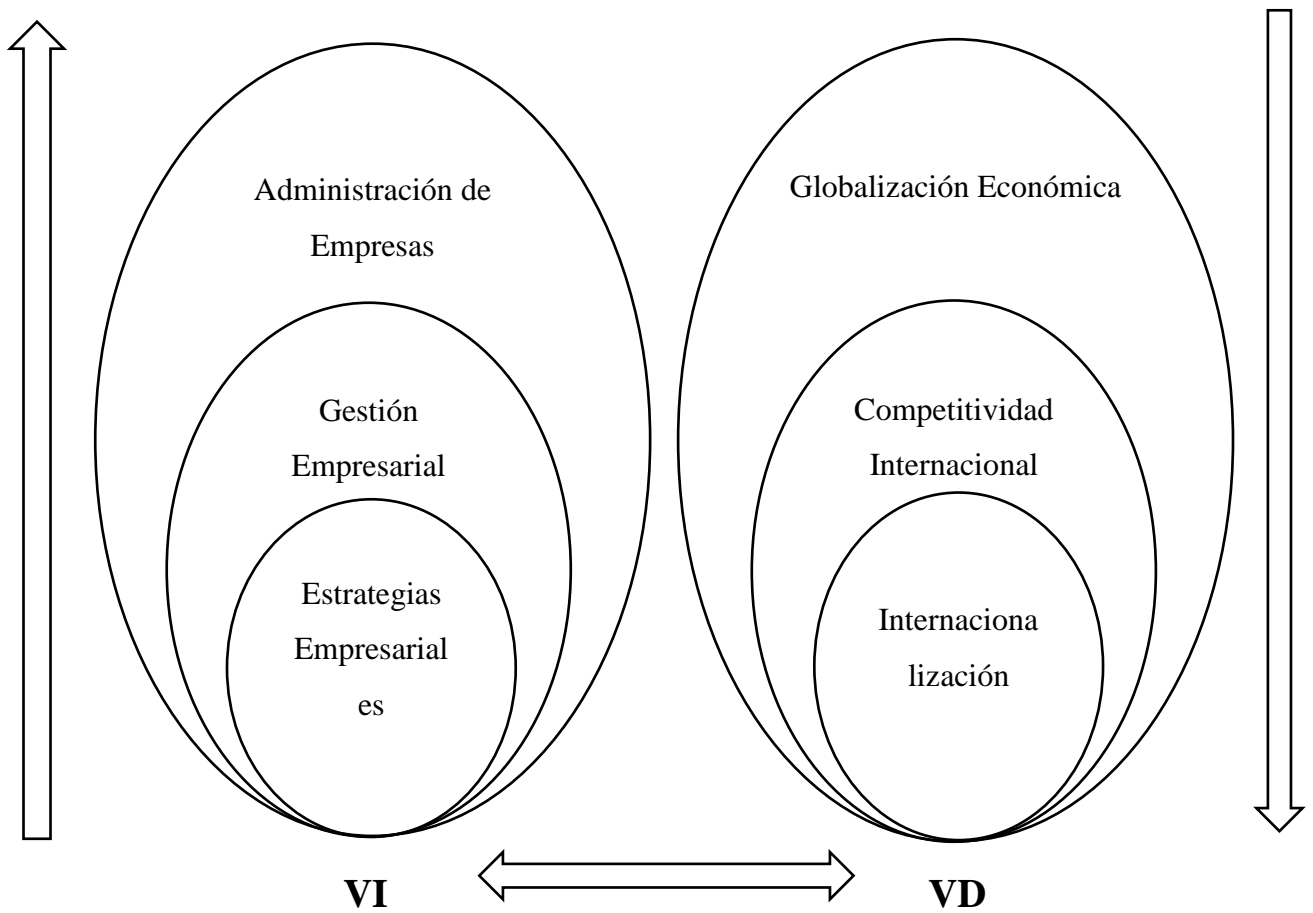 Administración de
Empresas
Gestión
Empresarial
Estrategias
Empresarial
es
VI
Globalización Económica
Competitividad
Internacional
Internaciona
lización
VD